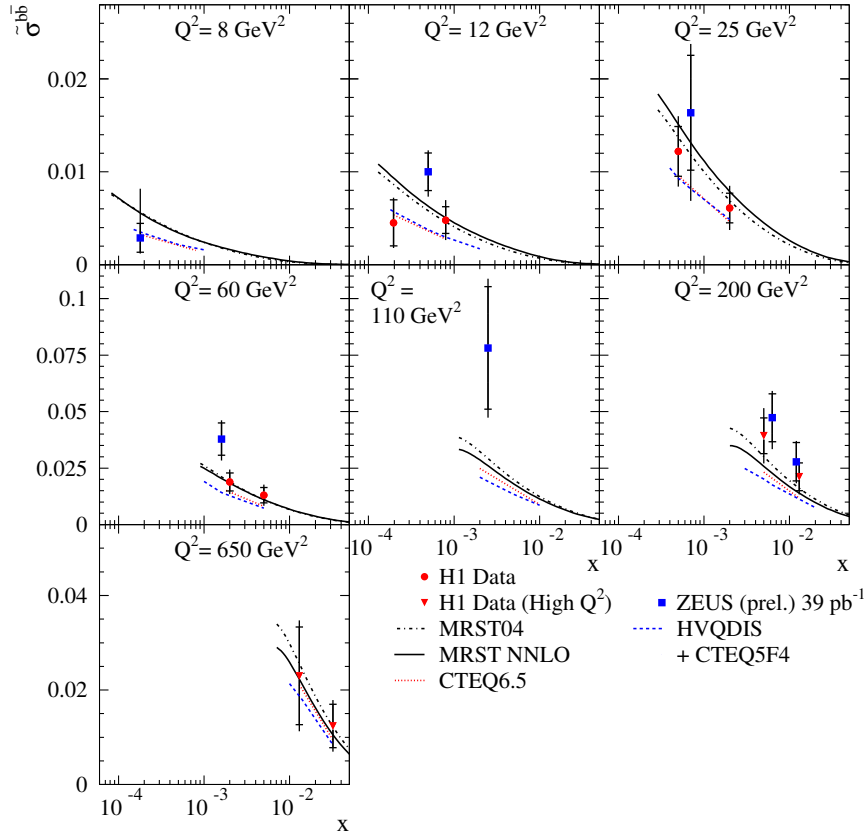 σ̃ᵇᵇ̅
Q²= 8 GeV²
Q²= 12 GeV²
Q²= 25 GeV²
0.02
0.01
0
Q²= 60 GeV²
Q² =
110 GeV²
Q²= 200 GeV²
0.1
0.075
0.05
0.025
0
10⁻⁴ 10⁻³ 10⁻² x
10⁻⁴ 10⁻³ 10⁻² x
Q²= 650 GeV²
0.04
0.02
0
10⁻⁴ 10⁻³ 10⁻² x
H1 Data
H1 Data (High Q²)
MRST04
MRST NNLO
CTEQ6.5
ZEUS (prel.) 39 pb⁻¹
HVQDIS
+ CTEQ5F4